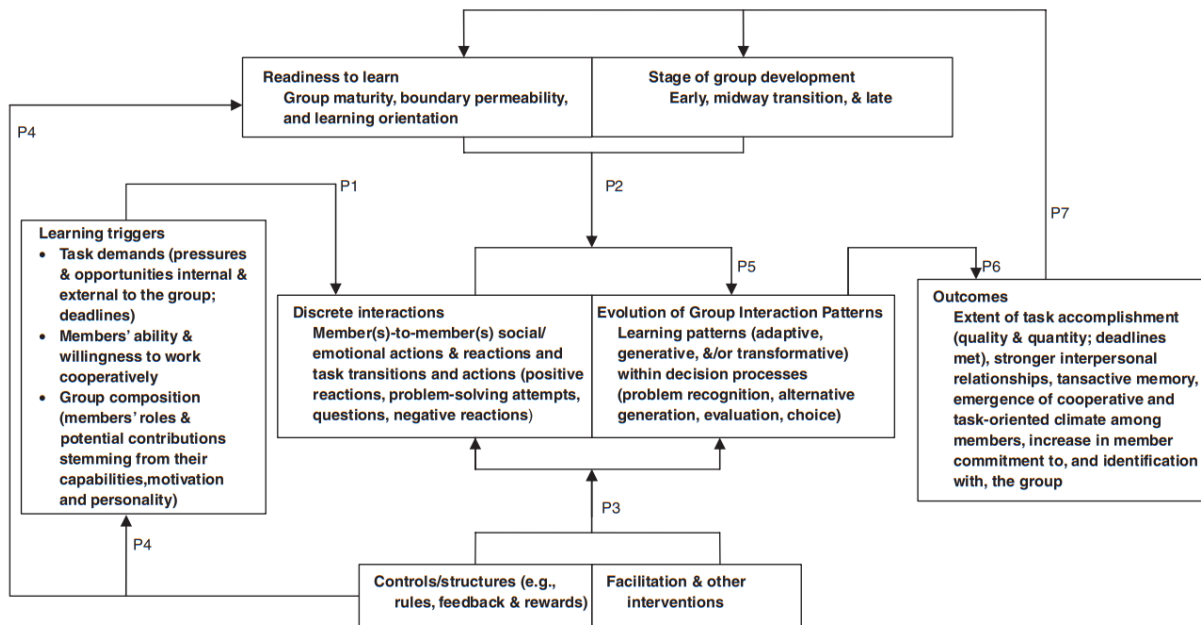 Readiness to learn
Group maturity, boundary permeability,
and learning orientation
Stage of group development
Early, midway transition, & late
P4
P1
P2
P7
Learning triggers
• Task demands (pressures
& opportunities internal &
external to the group;
deadlines)
• Members' ability &
willingness to work
cooperatively
• Group composition
(members' roles &
potential contributions
stemming from their
capabilities,motivation
and personality)
P5
P6
Discrete interactions
Member(s)-to-member(s) social/
emotional actions & reactions and
task transitions and actions (positive
reactions, problem-solving attempts,
questions, negative reactions)
Evolution of Group Interaction Patterns
Learning patterns (adaptive,
generative, &/or transformative)
within decision processes
(problem recognition, alternative
generation, evaluation, choice)
Outcomes
Extent of task accomplishment
(quality & quantity; deadlines
met), stronger interpersonal
relationships, tansactive memory,
emergence of cooperative and
task-oriented climate among
members, increase in member
commitment to, and identification
with, the group
P3
P4
Controls/structures (e.g.,
rules, feedback & rewards)
Facilitation & other
interventions